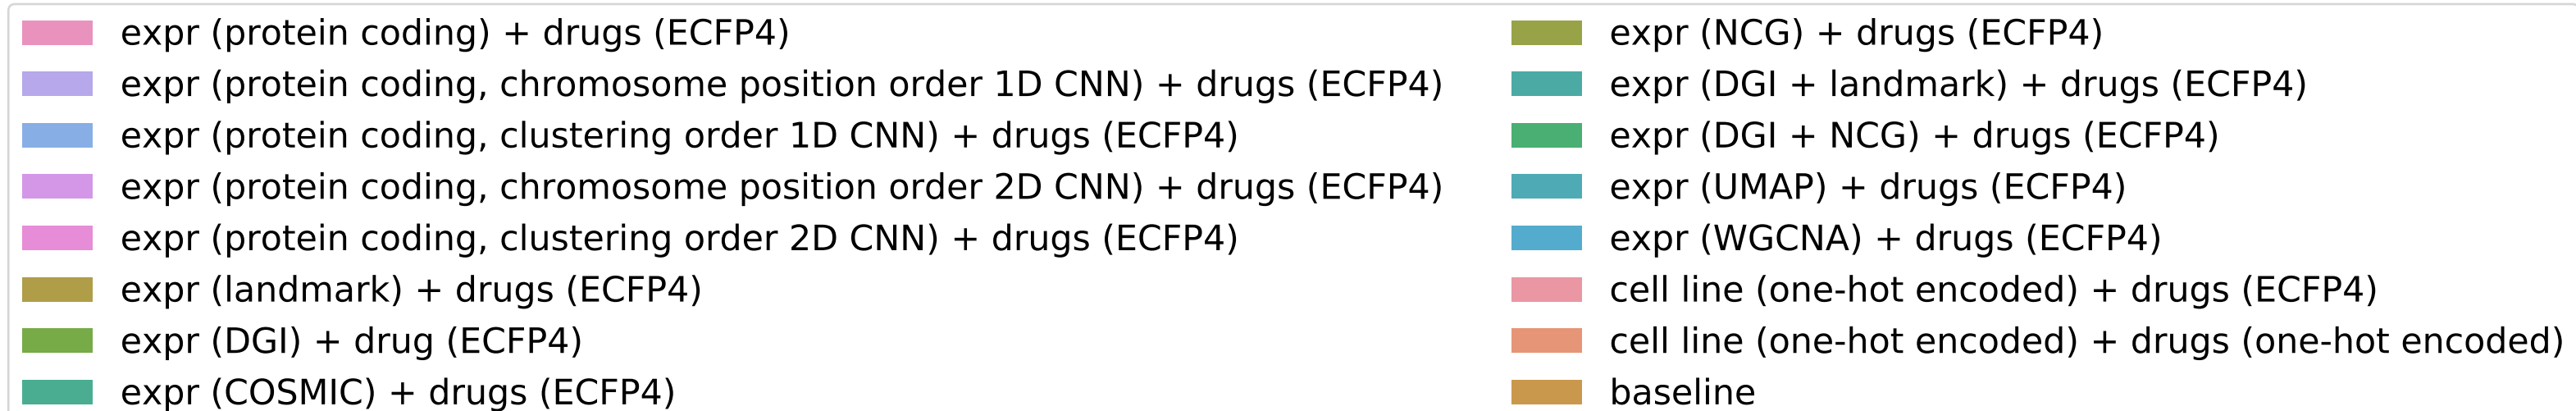 expr (protein coding) + drugs (ECFP4)
expr (protein coding, chromosome position order 1D CNN) + drugs (ECFP4)
expr (protein coding, clustering order 1D CNN) + drugs (ECFP4)
expr (protein coding, chromosome position order 2D CNN) + drugs (ECFP4)
expr (protein coding, clustering order 2D CNN) + drugs (ECFP4)
expr (landmark) + drugs (ECFP4)
expr (DGI) + drug (ECFP4)
expr (COSMIC) + drugs (ECFP4)
expr (NCG) + drugs (ECFP4)
expr (DGI + landmark) + drugs (ECFP4)
expr (DGI + NCG) + drugs (ECFP4)
expr (UMAP) + drugs (ECFP4)
expr (WGCNA) + drugs (ECFP4)
cell line (one-hot encoded) + drugs (ECFP4)
cell line (one-hot encoded) + drugs (one-hot encoded)
baseline